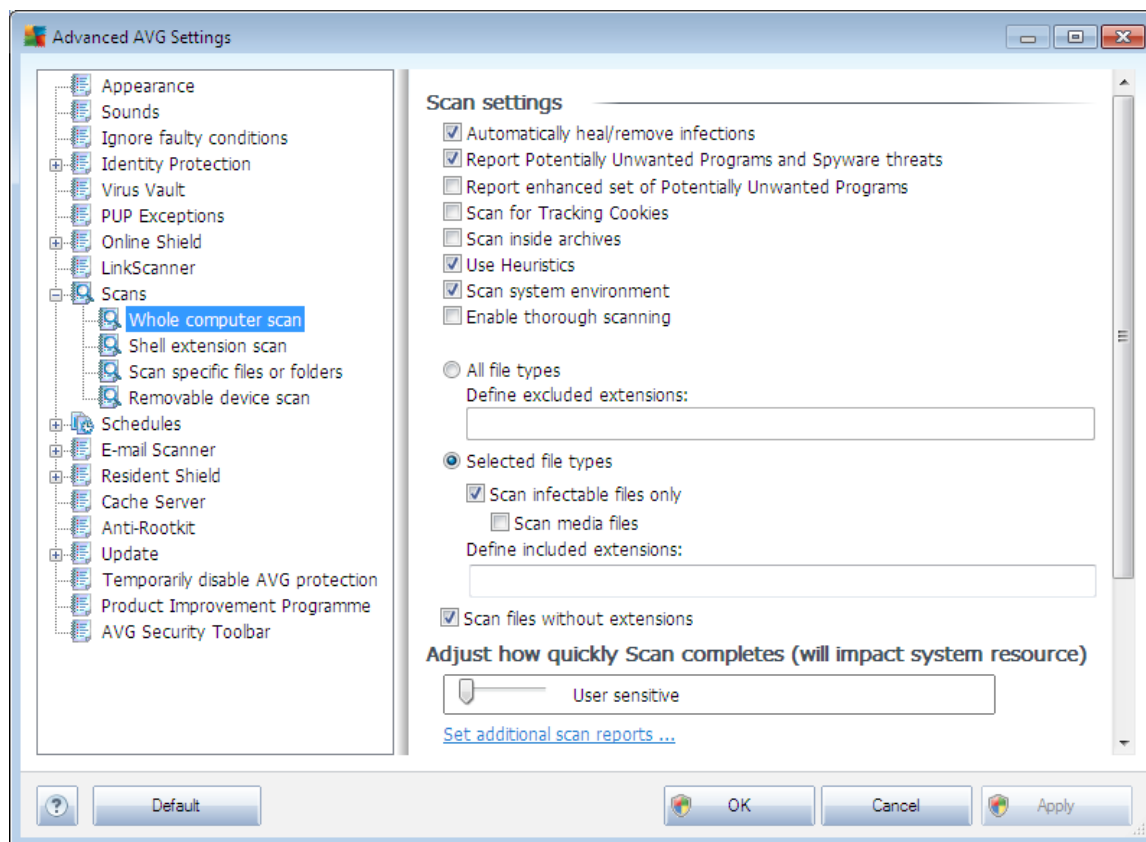 Advanced AVG Settings
Appearance
Sounds
Ignore faulty conditions
Identity Protection
Virus Vault
PUP Exceptions
Online Shield
LinkScanner
Scans
Whole computer scan
Shell extension scan
Scan specific files or folders
Removable device scan
Schedules
E-mail Scanner
Resident Shield
Cache Server
Anti-Rootkit
Update
Temporarily disable AVG protection
Product Improvement Programme
AVG Security Toolbar
Scan settings
Automatically heal/remove infections
Report Potentially Unwanted Programs and Spyware threats
Report enhanced set of Potentially Unwanted Programs
Scan for Tracking Cookies
Scan inside archives
Use Heuristics
Scan system environment
Enable thorough scanning
All file types
Define excluded extensions:
Selected file types
Scan infectable files only
Scan media files
Define included extensions:
Scan files without extensions
Adjust how quickly Scan completes (will impact system resource)
User sensitive
Set additional scan reports ...
? Default OK Cancel Apply